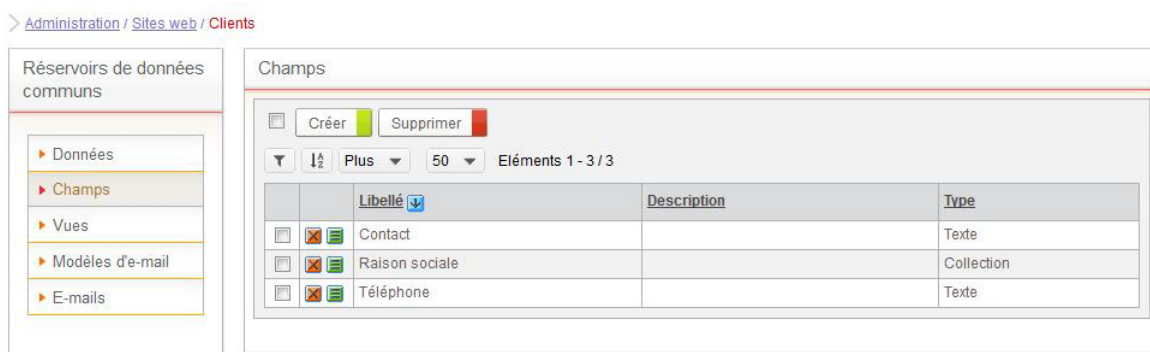 Administration / Sites web / Clients
Réservoirs de données
communs
Données
Champs
Vues
Modèles d'e-mail
E-mails
Champs
Créer Supprimer
Plus 50 Eléments 1 - 3 / 3
Libellé Description Type
Contact Texte
Raison sociale Collection
Téléphone Texte